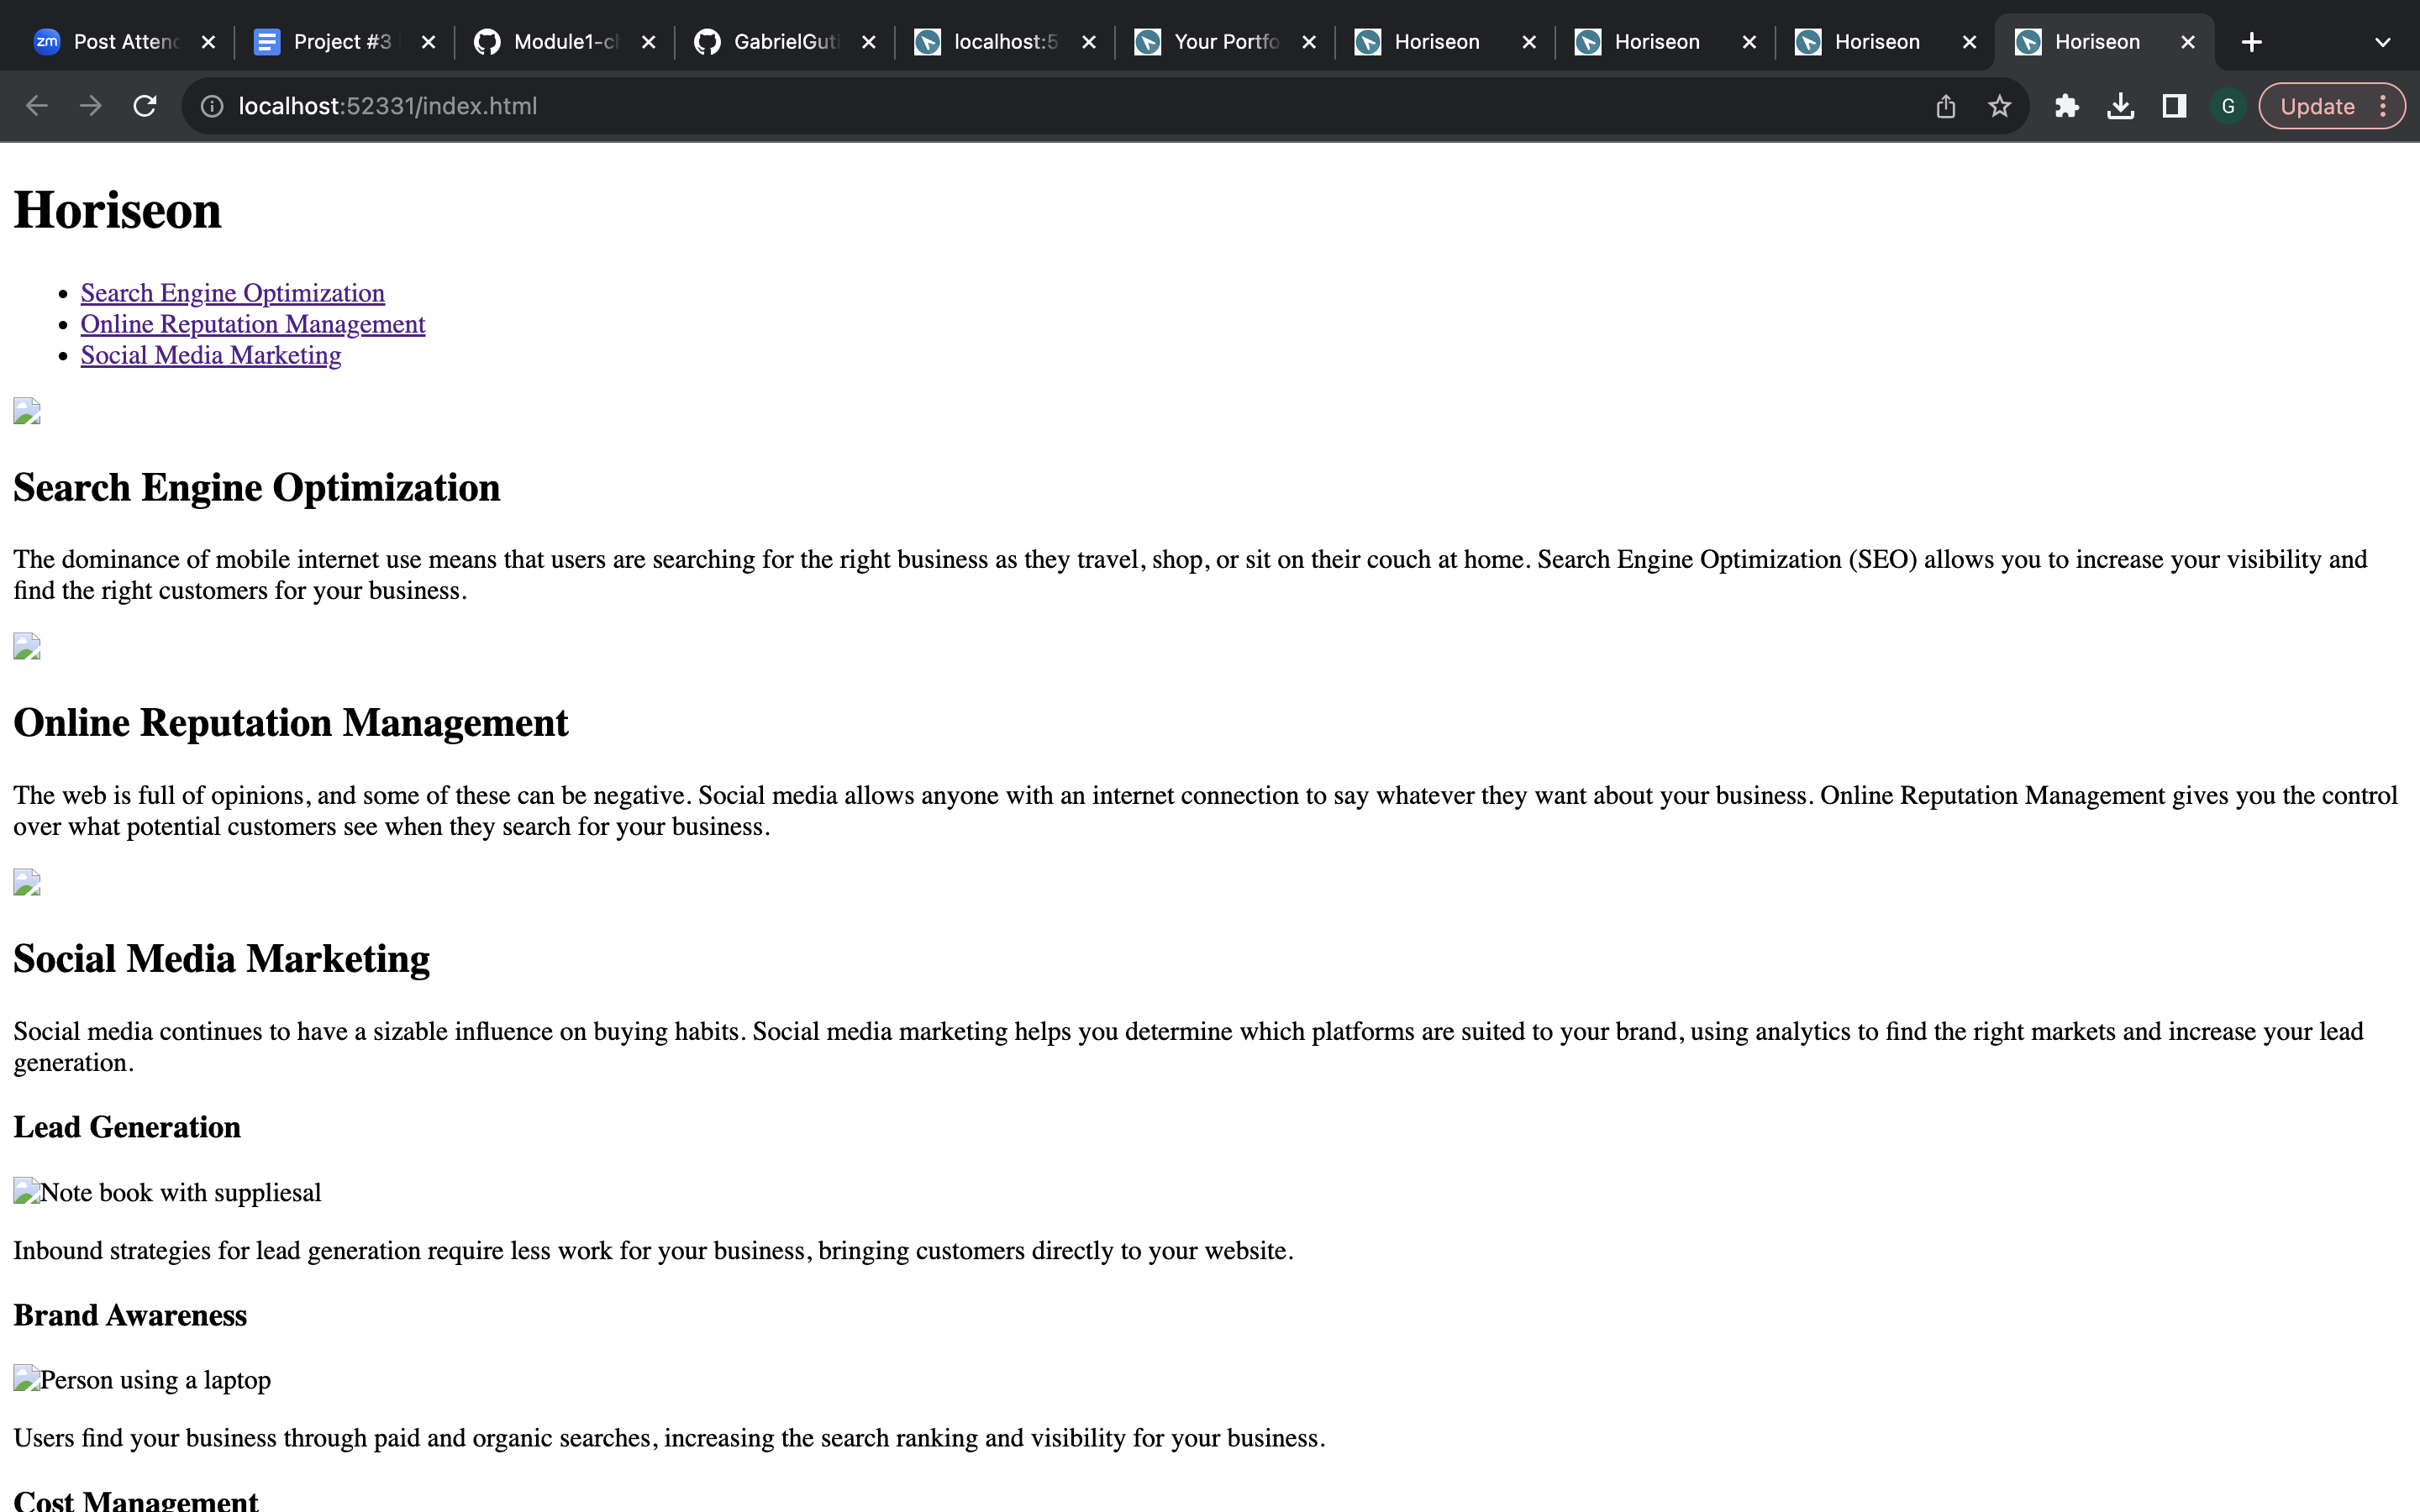 zm Post Attend
Project #3
Module1-ch
GabrielGuti
localhost:5
Your Portfo
Horiseon
Horiseon
Horiseon
Horiseon
localhost:52331/index.html
G
Update
Horiseon
Search Engine Optimization
Online Reputation Management
Social Media Marketing
Search Engine Optimization
The dominance of mobile internet use means that users are searching for the right business as they travel, shop, or sit on their couch at home. Search Engine Optimization (SEO) allows you to increase your visibility and
find the right customers for your business.
Online Reputation Management
The web is full of opinions, and some of these can be negative. Social media allows anyone with an internet connection to say whatever they want about your business. Online Reputation Management gives you the control
over what potential customers see when they search for your business.
Social Media Marketing
Social media continues to have a sizable influence on buying habits. Social media marketing helps you determine which platforms are suited to your brand, using analytics to find the right markets and increase your lead
generation.
Lead Generation
Note book with suppliesal
Inbound strategies for lead generation require less work for your business, bringing customers directly to your website.
Brand Awareness
Person using a laptop
Users find your business through paid and organic searches, increasing the search ranking and visibility for your business.
Cost Management